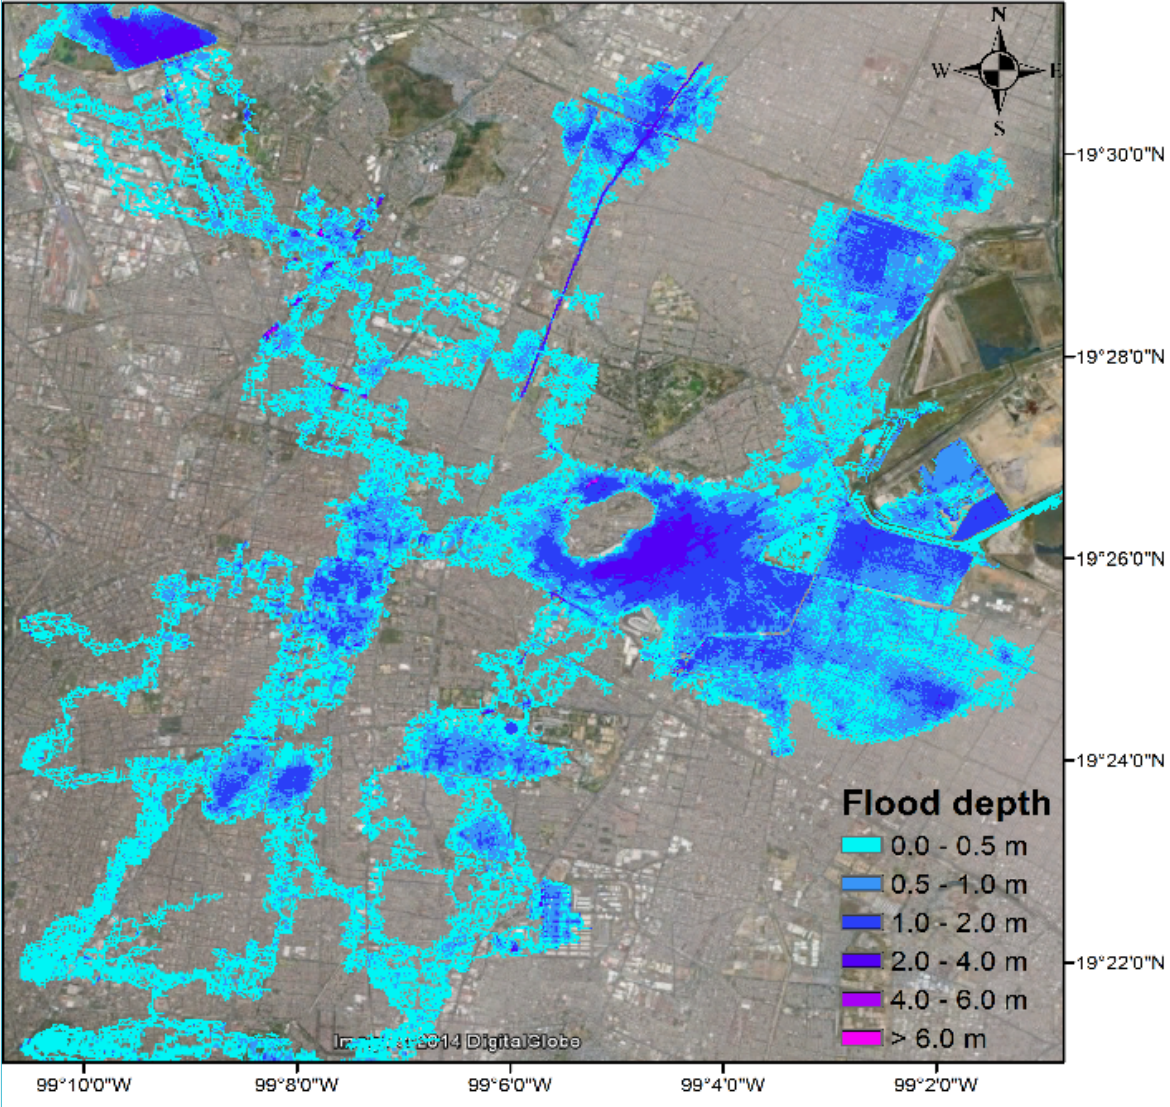 N
W
E
S
19°30'0"N
19°28'0"N
19°26'0"N
19°24'0"N
Flood depth
0.0 - 0.5 m
0.5 - 1.0 m
1.0 - 2.0 m
2.0 - 4.0 m
4.0 - 6.0 m
> 6.0 m
19°22'0"N
2014 DigitalGlobe
99°10'0"W
99°8'0"W
99°6'0"W
99°4'0"W
99°2'0"W